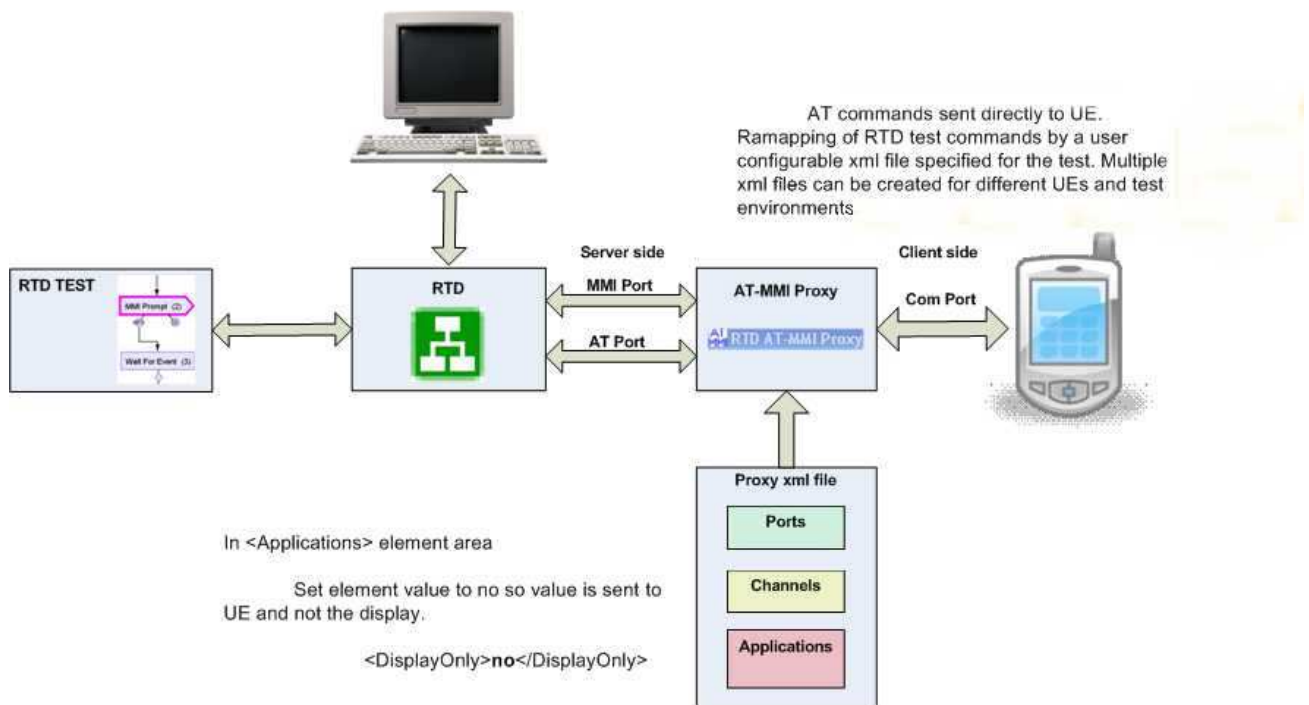 AT commands sent directly to UE.
Ramapping of RTD test commands by a user
configurable xml file specified for the test. Multiple
xml files can be created for different UEs and test
environments
RTD TEST
MMI Prompt (2)
Wait For Event (3)
RTD
Server side
MMI Port
AT Port
AT-MMI Proxy
AT
MMI RTD AT-MMI Proxy
Client side
Com Port
Proxy xml file
Ports
Channels
Applications
In <Applications> element area
Set element value to no so value is sent to
UE and not the display.
<DisplayOnly>no</DisplayOnly>